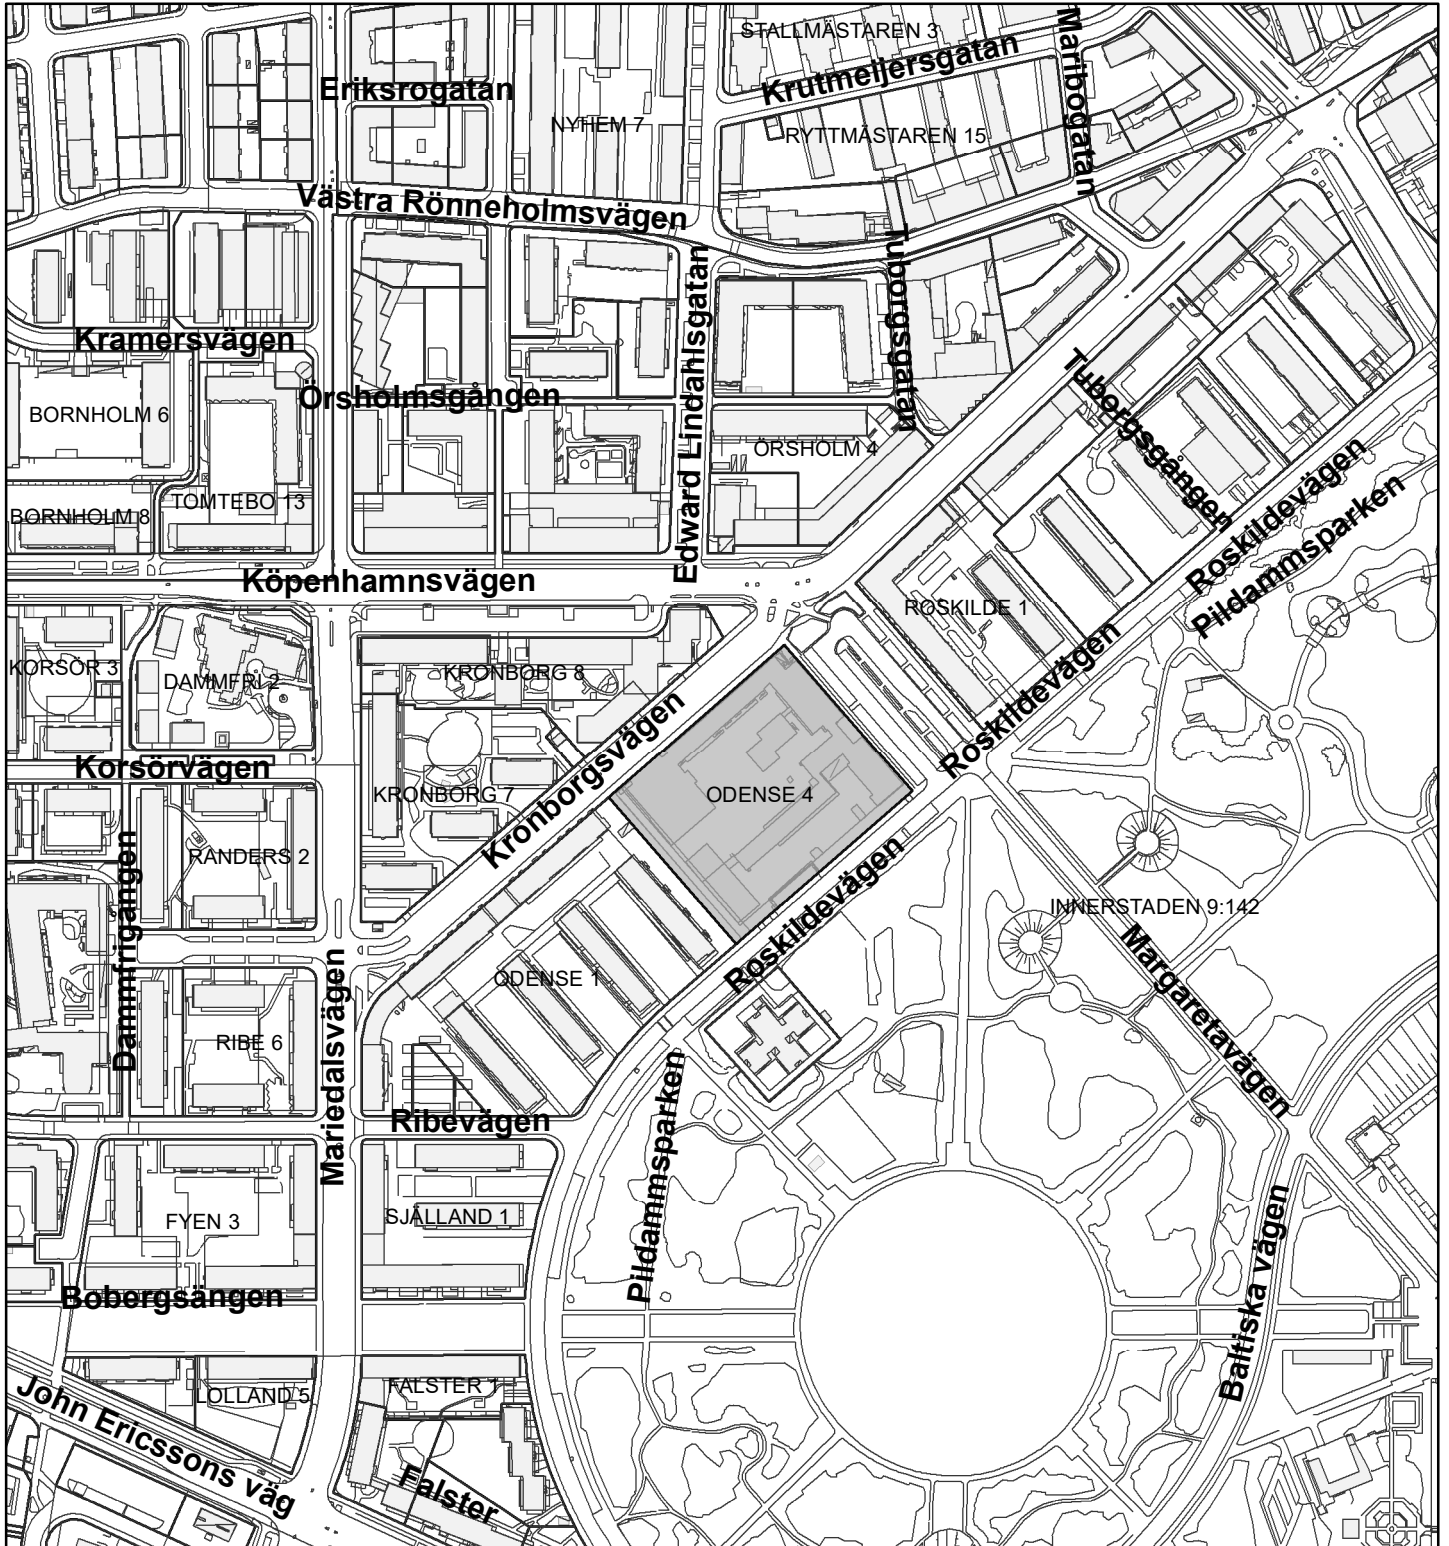 STALLMÄSTAREN 3
Krutmeijersgatan
Maribogatan
Eriksrogatan
NYHEM 7
RYTTMÄSTAREN 15
Västra Rönneholmsvägen
Tuborgsgatan
Edward Lindahlsgatan
Kramersvägen
Örsholmsgången
Tuborgsgången
BORNHOLM 6
ÖRSHOLM 4
Roskildevägen
Pildammsparken
TOMTEBO 13
BORNHOLM 8
Köpenhamnsvägen
ROSKILDE 1
KORSÖR 3
DAMMFRI 2
KRONBORG 8
Roskildevägen
Kronborgsvägen
Korsörvägen
KRONBORG 7
ODENSE 4
RANDERS 2
Dammfrigången
Roskildevägen
INNERSTADEN 9:142
Margaretavägen
ODENSE 1
Mariedalsvägen
RIBE 6
Ribevägen
Pildammsparken
FYEN 3
SJÄLLAND 1
Bobergsängen
Baltiska vägen
LOLLAND 5
FALSTER 1
John Ericssons väg
Falster